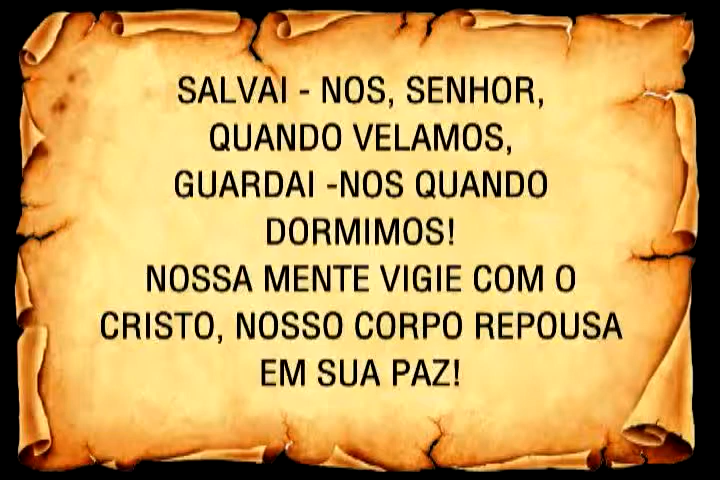 SALVAI - NOS, SENHOR,
QUANDO VELAMOS,
GUARDAI -NOS QUANDO
DORMIMOS!
NOSSA MENTE VIGIE COM O
CRISTO, NOSSO CORPO REPOUSA
EM SUA PAZ!